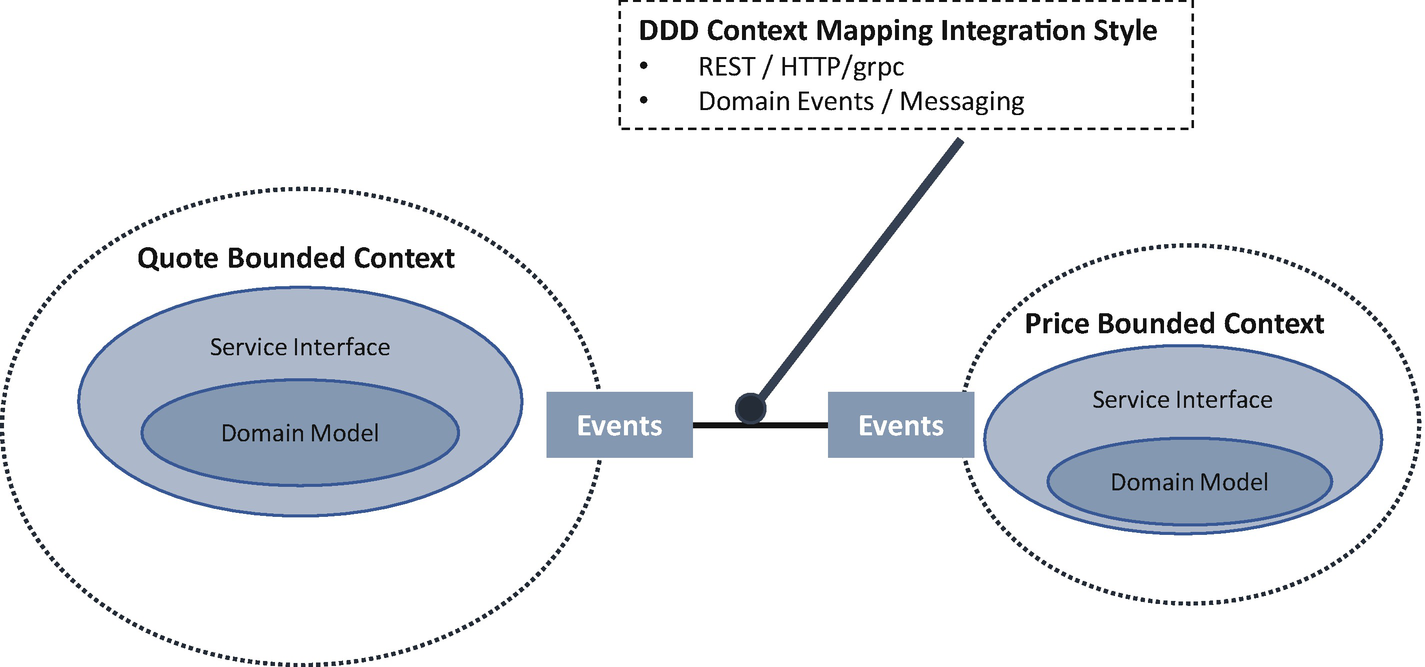 DDD Context Mapping Integration Style
• REST / HTTP/grpc
• Domain Events / Messaging
Quote Bounded Context
Service Interface
Domain Model
Events
Events
Price Bounded Context
Service Interface
Domain Model